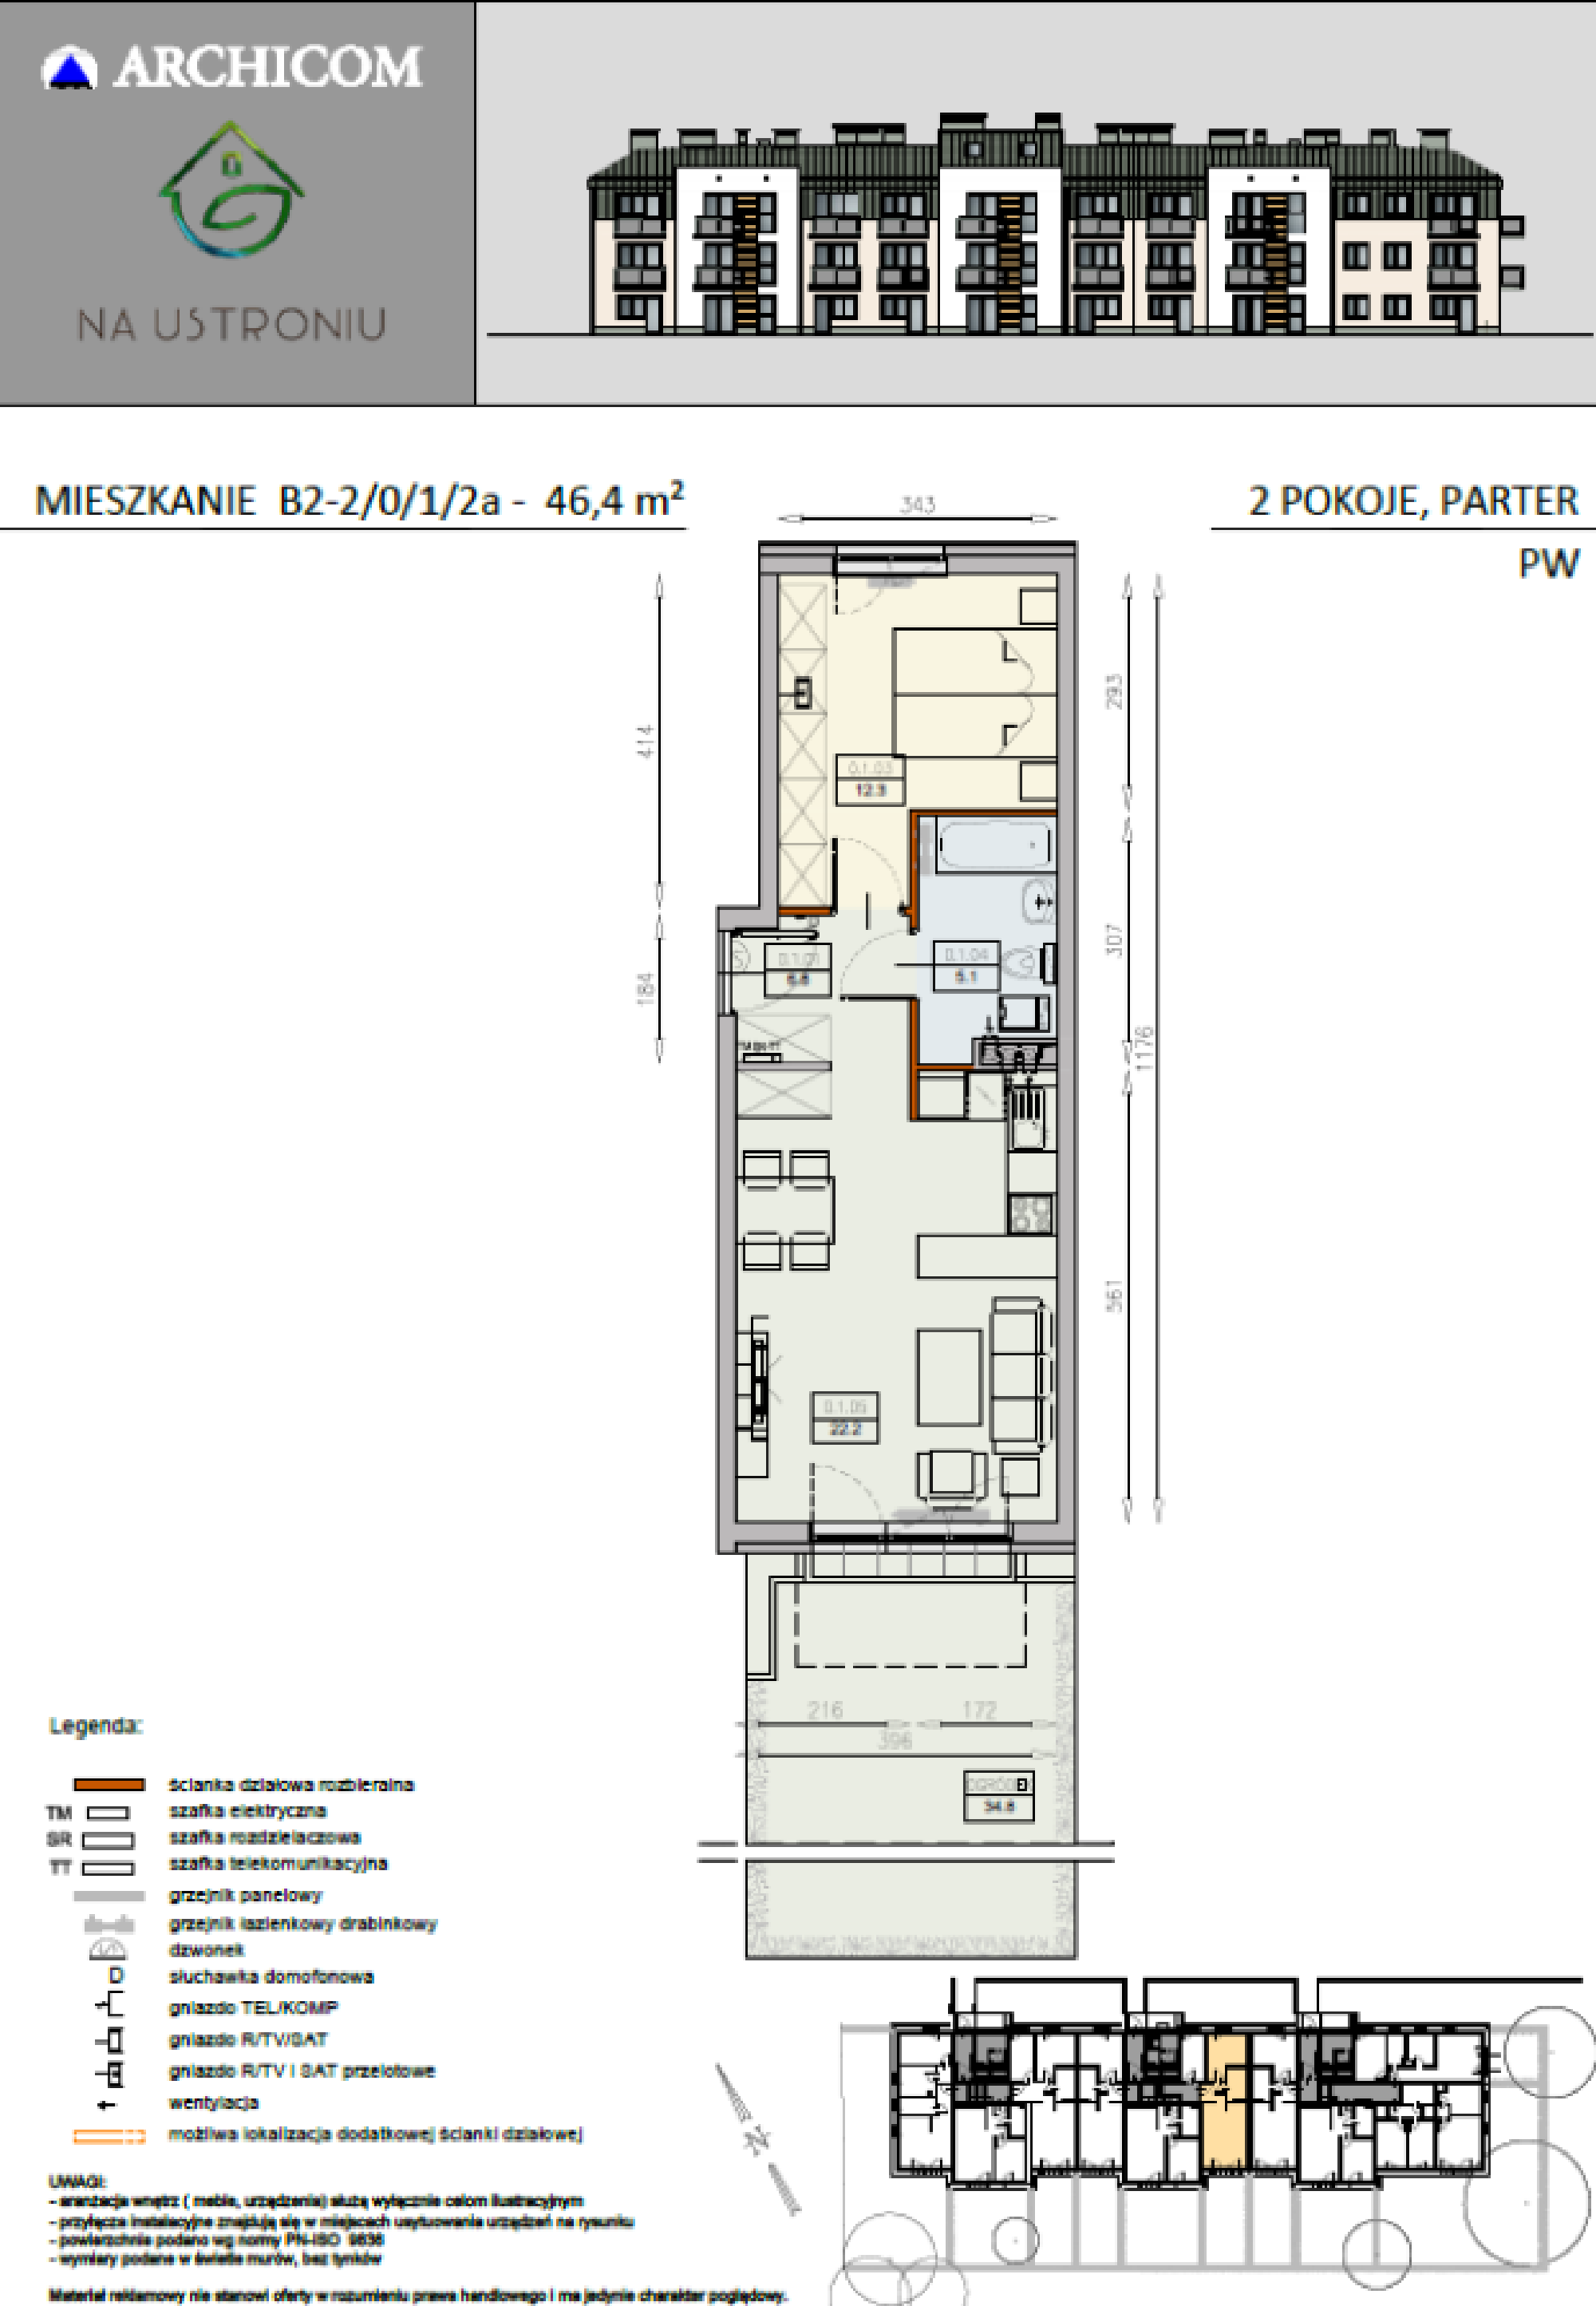 ARCHICOM
NA USTRONIU
MIESZKANIE B2-2/0/1/2a - 46,4 m²
2 POKOJE, PARTER
PW
343
414
293
0.1.03
12.3
307
184
0.1.01
6.8
0.1.04
5.1
1176
561
0.1.05
22.2
216
172
396
34.8
Legenda:
ścianka działowa rozbieralna
TM szafka elektryczna
SR szafka rozdzielaczowa
TT szafka telekomunikacyjna
grzejnik panelowy
grzejnik łazienkowy drabinkowy
dzwonek
D słuchawka domofonowa
gniazdo TEL/KOMP
gniazdo R/TV/SAT
gniazdo R/TV I SAT przelotowe
wentylacja
możliwa lokalizacja dodatkowej ścianki działowej
UWAGI:
- aranżacja wnętrz ( meble, urządzenia) służą wyłącznie celom ilustracyjnym
- przyłącza instalacyjne znajdują się w miejscach usytuowania urządzeń na rysunku
- powierzchnie podano wg normy PN-ISO 9836
- wymiary podane w świetle murów, bez tynków
Materiał reklamowy nie stanowi oferty w rozumieniu prawa handlowego i ma jedynie charakter poglądowy.